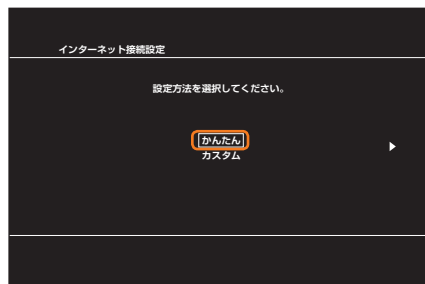 インターネット接続設定
設定方法を選択してください。
かんたん
カスタム